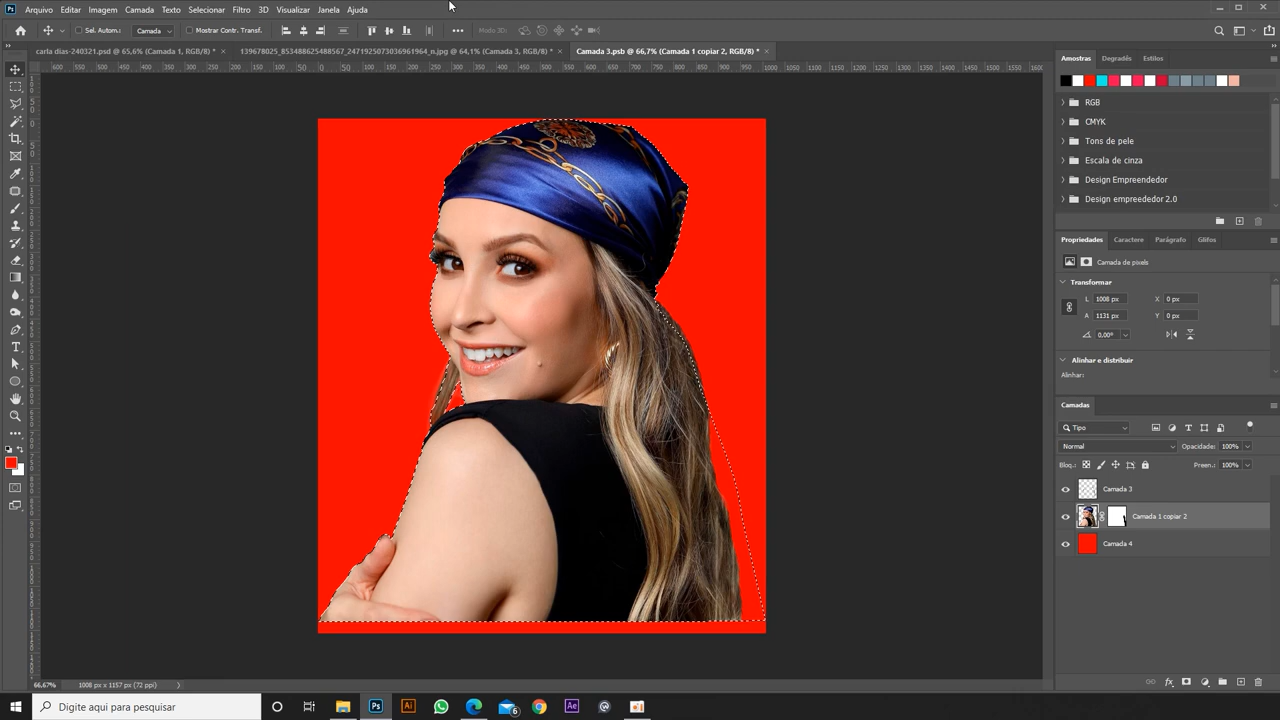 Arquivo Editar Imagem Camada Texto Selecionar Filtro 3D Visualizar Janela Ajuda
Sel. Autom.: Camada Mostrar Contr. Transf. Modo 3D:
carla dias-240321.psd @ 65,6% (Camada 1, RGB/8) * × 139678025_853488625488567_2471925073036961964_n.jpg @ 64,1% (Camada 3, RGB/8) * × Camada 3.psb @ 66,7% (Camada 1 copiar 2, RGB/8) * ×
Amostras Degradês Estilos
RGB
CMYK
Tons de pele
Escala de cinza
Design Empreendedor
Design empreededor 2.0
Propriedades Caractere Parágrafo Glifos
Camada de pixels
Transformar
L 1008 px X 0 px
A 1131 px Y 0 px
0,00°
Alinhar e distribuir
Alinhar:
Camadas
Tipo
Normal Opacidade: 100%
Bloq.: Preen.: 100%
Camada 3
Camada 1 copiar 2
Camada 4
66,67% 1008 px x 1157 px (72 ppi)
Digite aqui para pesquisar